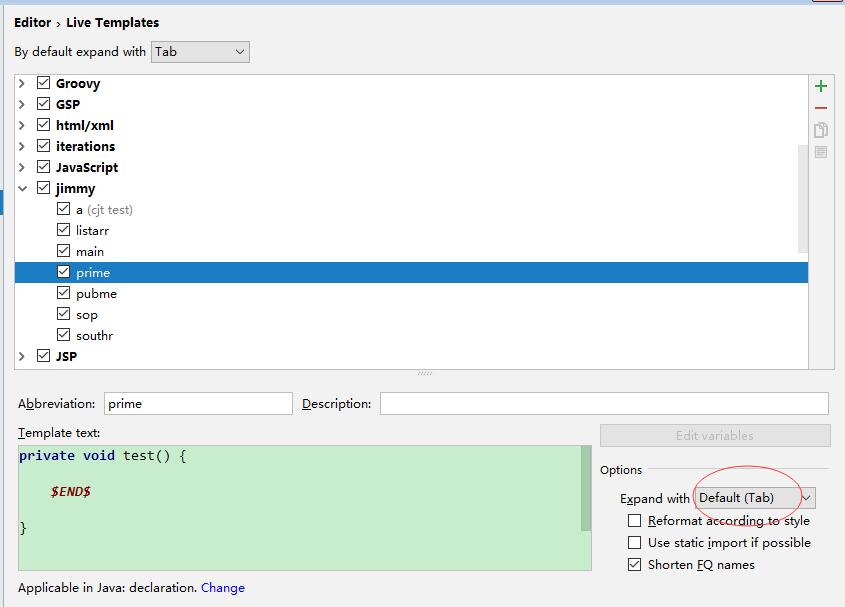 Editor › Live Templates
By default expand with Tab
Groovy
GSP
html/xml
iterations
JavaScript
jimmy
a (cjt test)
listarr
main
prime
pubme
sop
southr
JSP
Abbreviation: prime Description:
Template text:
Edit variables
private void test() {
$END$
}
Options
Expand with Default (Tab)
Reformat according to style
Use static import if possible
Shorten FQ names
Applicable in Java: declaration. Change